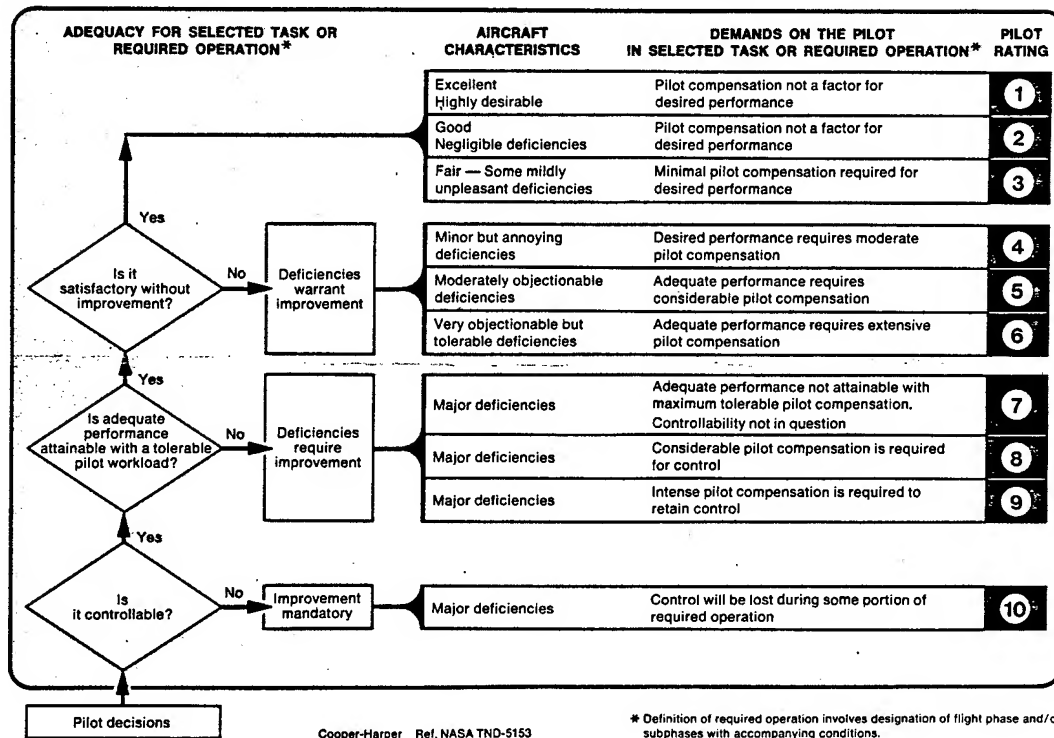 ADEQUACY FOR SELECTED TASK OR
REQUIRED OPERATION*
AIRCRAFT
CHARACTERISTICS
DEMANDS ON THE PILOT
IN SELECTED TASK OR REQUIRED OPERATION*
PILOT
RATING
Excellent
Highly desirable
Pilot compensation not a factor for
desired performance
1
Good
Negligible deficiencies
Pilot compensation not a factor for
desired performance
2
Fair — Some mildly
unpleasant deficiencies
Minimal pilot compensation required for
desired performance
3
Yes
Is it
satisfactory without
improvement?
No
Deficiencies
warrant
improvement
Minor but annoying
deficiencies
Desired performance requires moderate
pilot compensation
4
Moderately objectionable
deficiencies
Adequate performance requires
considerable pilot compensation
5
Very objectionable but
tolerable deficiencies
Adequate performance requires extensive
pilot compensation
6
Yes
Is adequate
performance
attainable with a tolerable
pilot workload?
No
Deficiencies
require
improvement
Major deficiencies
Adequate performance not attainable with
maximum tolerable pilot compensation.
Controllability not in question
7
Major deficiencies
Considerable pilot compensation is required
for control
8
Major deficiencies
Intense pilot compensation is required to
retain control
9
Yes
Is
it controllable?
No
Improvement
mandatory
Major deficiencies
Control will be lost during some portion of
required operation
10
Pilot decisions
Cooper-Harper Ref. NASA TND-5153
* Definition of required operation involves designation of flight phase and/o
subphases with accompanying conditions.